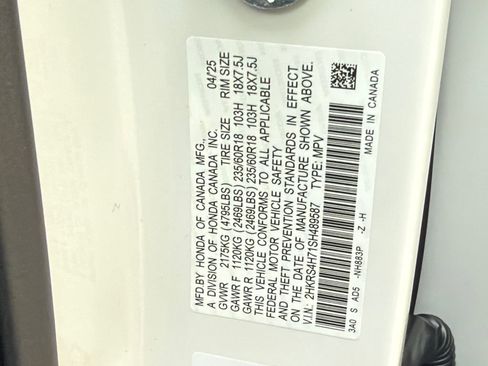 MFD.BY HONDA OF CANADA MFG. 04/25
A DIVISION OF HONDA CANADA INC.
GVWR 2175KG (4795LBS) TIRE SIZE RIM SIZE
GAWR F 1120KG (2469LBS) 235/60R18 103H 18X7.5J
GAWR R 1120KG (2469LBS) 235/60R18 103H 18X7.5J
THIS VEHICLE CONFORMS TO ALL APPLICABLE
FEDERAL MOTOR VEHICLE SAFETY
AND THEFT PREVENTION STANDARDS IN EFFECT
ON THE DATE OF MANUFACTURE SHOWN ABOVE.
V.I.N.: 2HKRS4H71SH489587 TYPE: MPV
3A0 S AD5 -NH883P -Z -H MADE IN CANADA